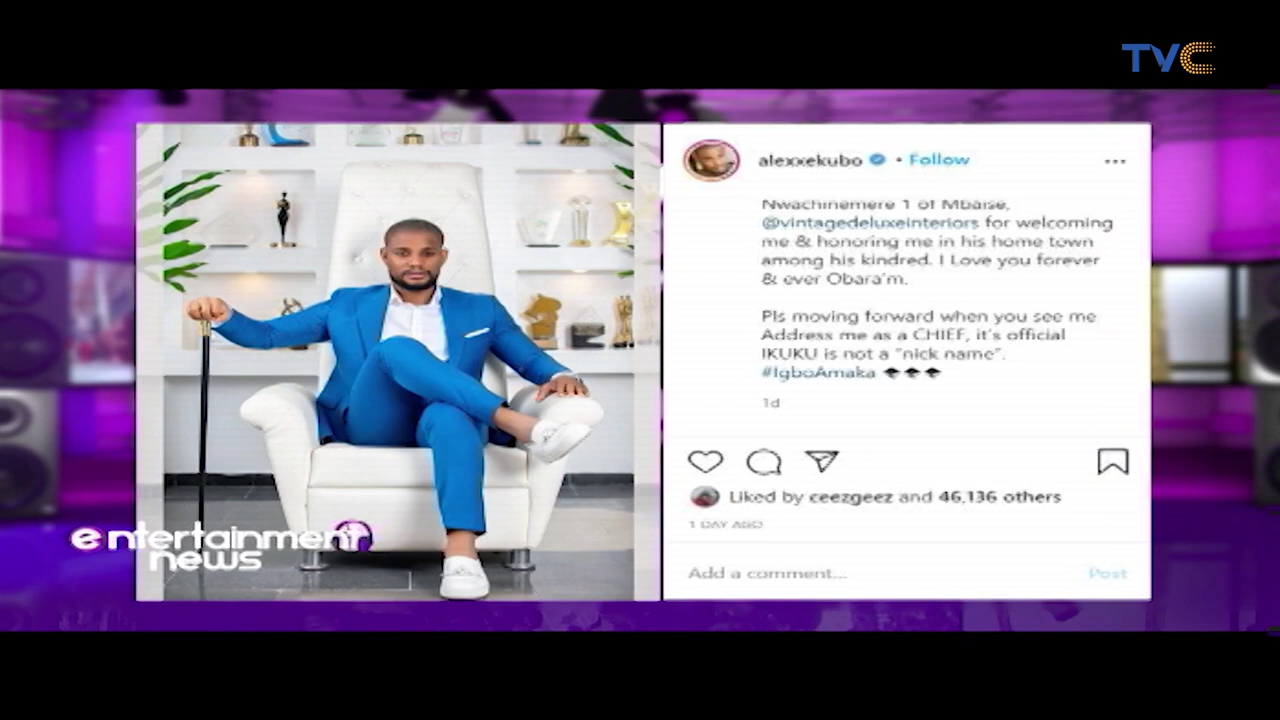 TVC
alexxekubo • Follow
Nwachinemere 1 of Mbaise,
@vintagedeluxeinteriors for welcoming
me & honoring me in his home town
among his kindred. I Love you forever
& ever Obara'm.
Pls moving forward when you see me
Address me as a CHIEF, it's official
IKUKU is not a "nick name".
#IgboAmaka
1d
Liked by ceezgeez and 46,136 others
1 DAY AGO
Add a comment... Post
entertainment
news